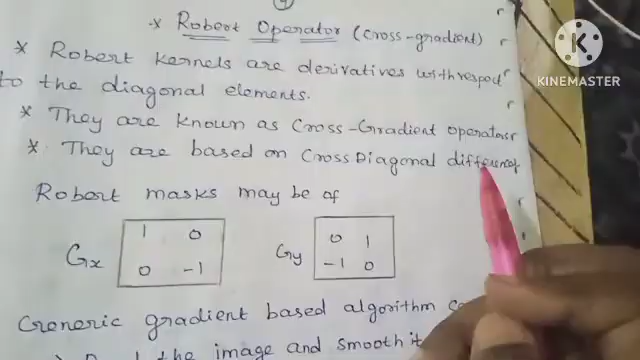 * Robert Operator (cross-gradient)
* Robert kernels are derivatives with respect
to the diagonal elements.
* They are known as Cross-Gradient operators
* They are based on Cross Diagonal
Robert masks may be of
Gx
1 0
0 -1
Gy
0 1
-1 0
Generic gradient based algorithm
the image and smooth it
KINEMASTER